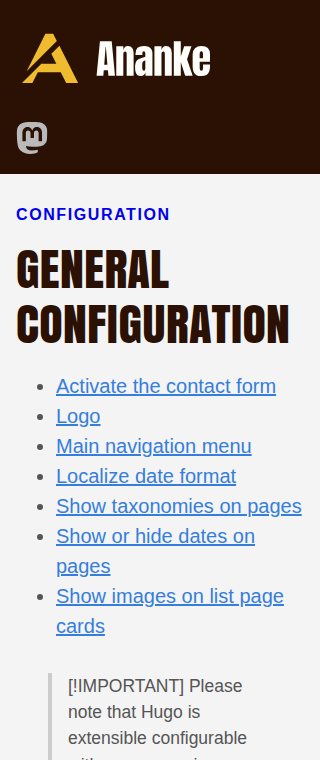 Ananke
CONFIGURATION
GENERAL
CONFIGURATION
Activate the contact form
Logo
Main navigation menu
Localize date format
Show taxonomies on pages
Show or hide dates on
pages
Show images on list page
cards
[!IMPORTANT] Please
note that Hugo is
extensible configurable